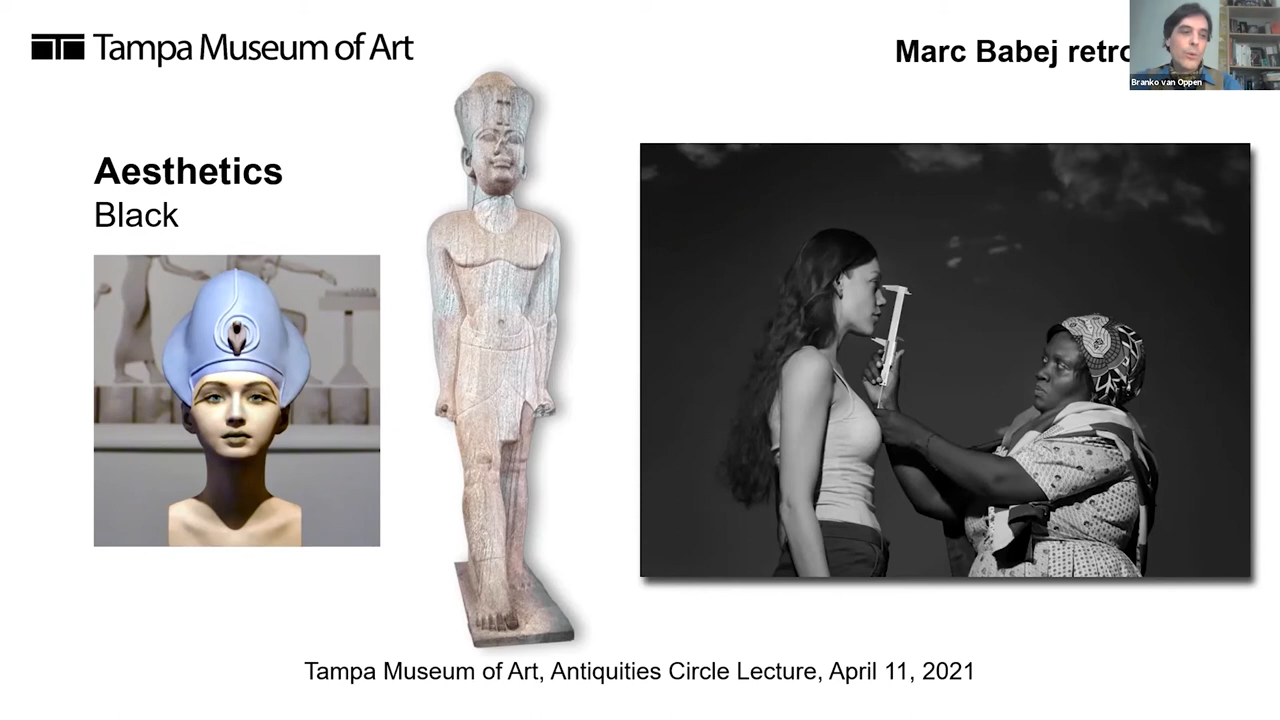 Tampa Museum of Art
Marc Babej retro
Branko van Oppen
Aesthetics
Black
Tampa Museum of Art, Antiquities Circle Lecture, April 11, 2021